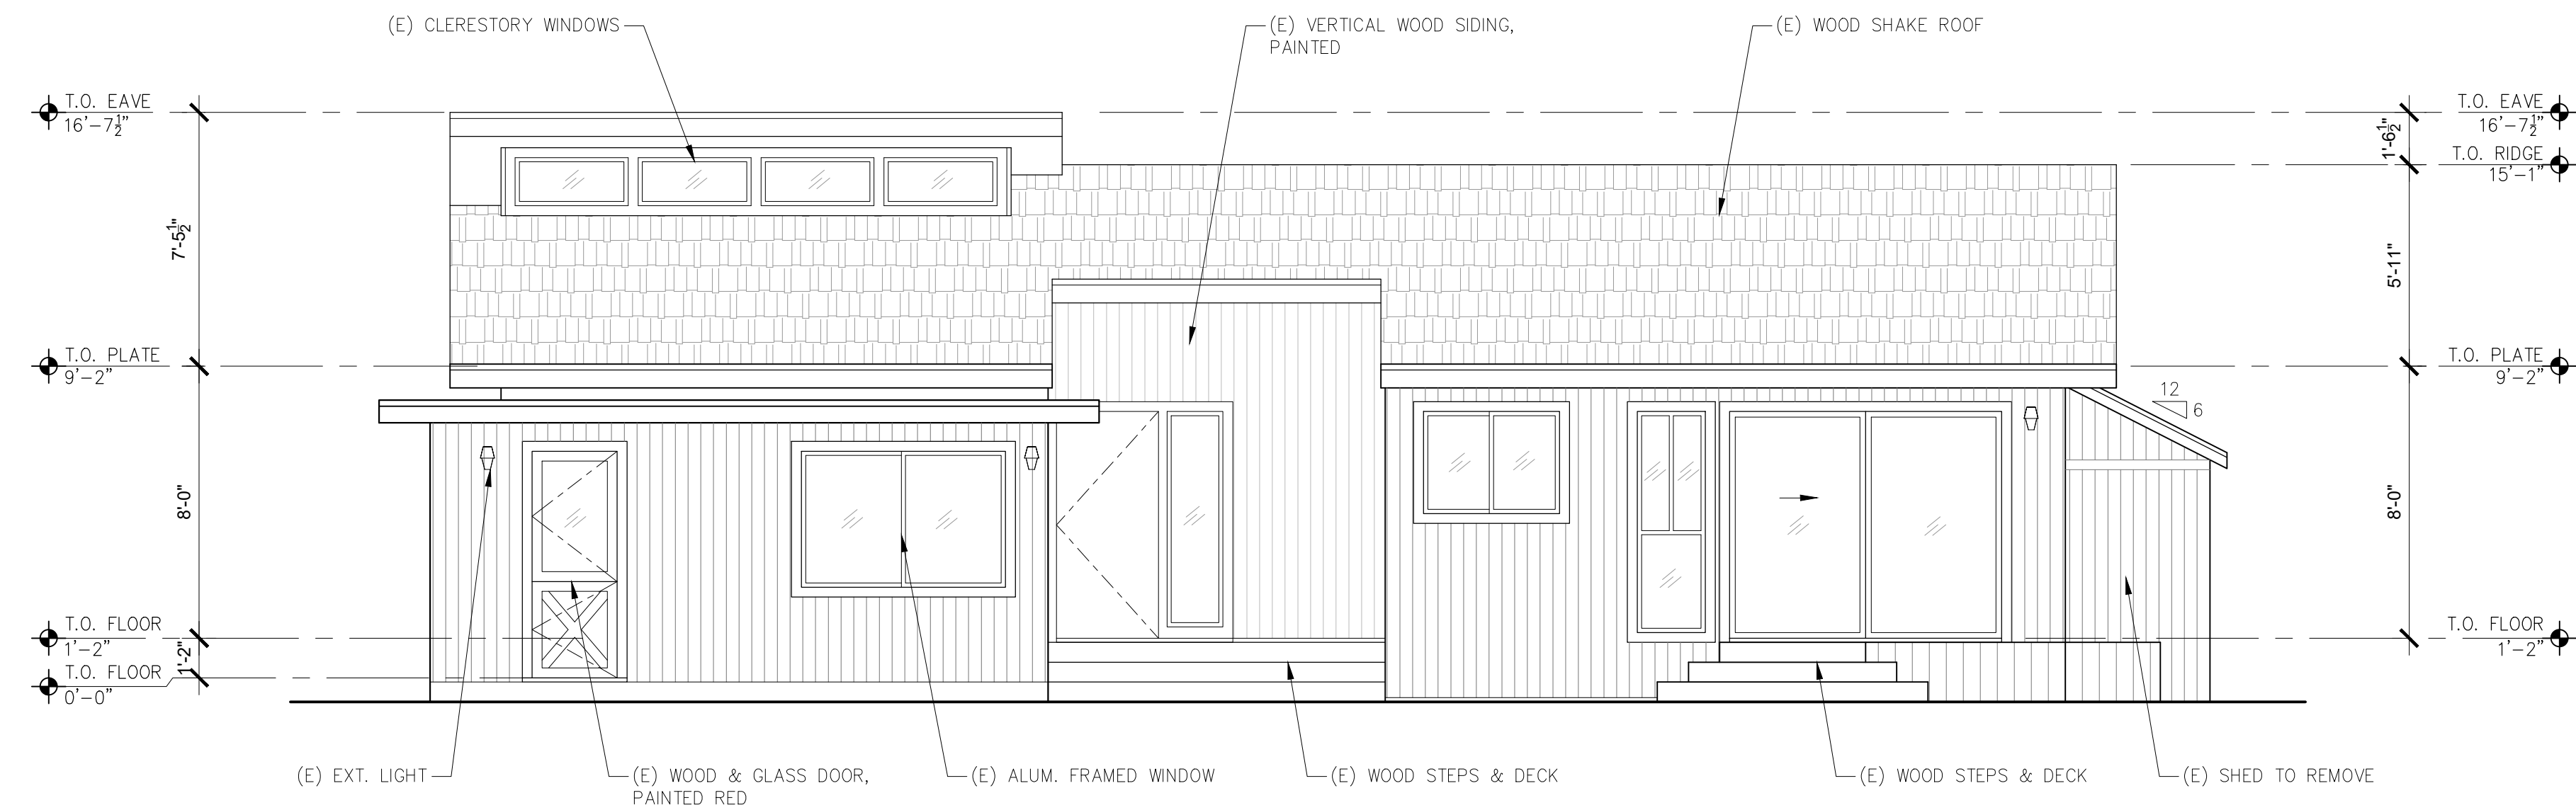 (E) CLERESTORY WINDOWS
(E) VERTICAL WOOD SIDING,
PAINTED
(E) WOOD SHAKE ROOF
T.O. EAVE
16'-7½"
T.O. EAVE
16'-7½"
1'-6½"
T.O. RIDGE
15'-1"
7'-5½"
5'-11"
T.O. PLATE
9'-2"
T.O. PLATE
9'-2"
12
6
8'-0"
8'-0"
T.O. FLOOR
1'-2"
T.O. FLOOR
1'-2"
1'-2"
T.O. FLOOR
0'-0"
(E) EXT. LIGHT
(E) WOOD & GLASS DOOR,
PAINTED RED
(E) ALUM. FRAMED WINDOW
(E) WOOD STEPS & DECK
(E) WOOD STEPS & DECK
(E) SHED TO REMOVE